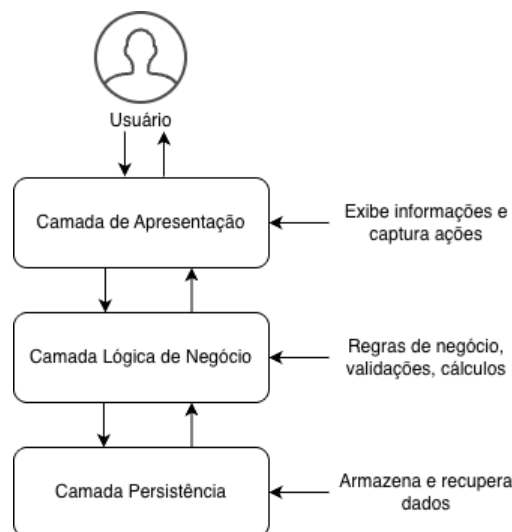 Usuário
Camada de Apresentação
Exibe informações e
captura ações
Camada Lógica de Negócio
Regras de negócio,
validações, cálculos
Camada Persistência
Armazena e recupera
dados